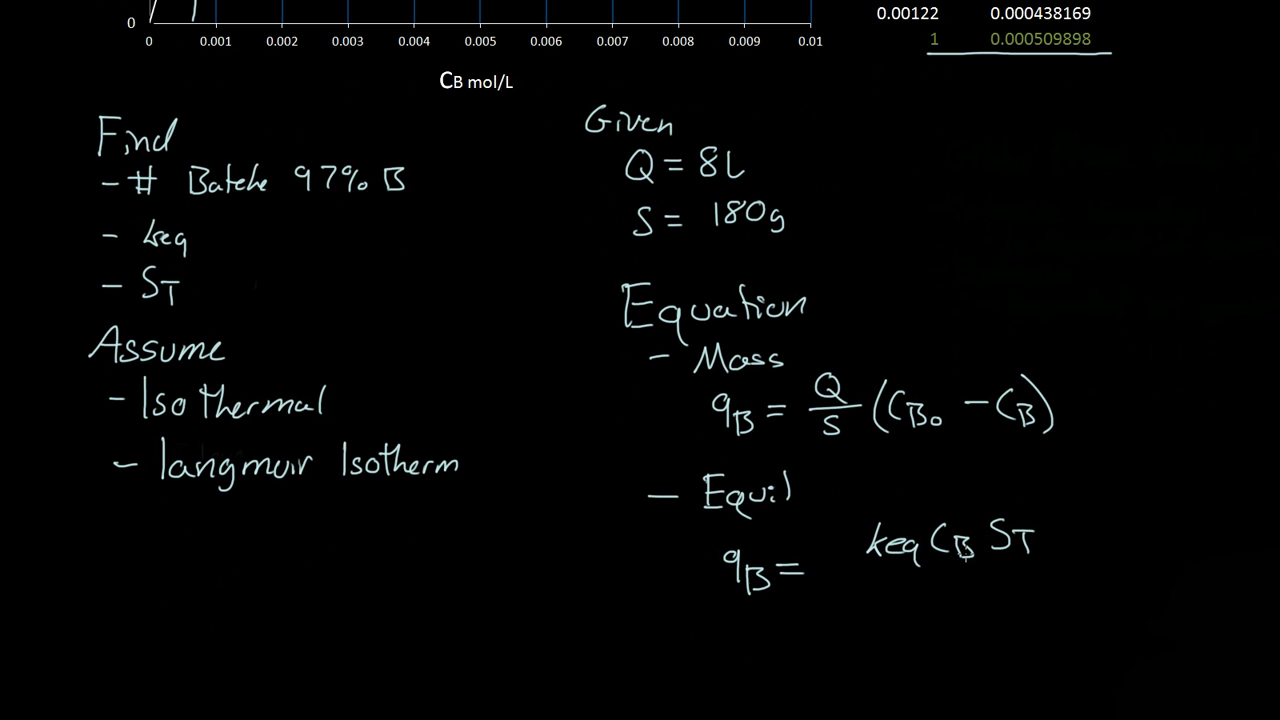 0
0 0.001 0.002 0.003 0.004 0.005 0.006 0.007 0.008 0.009 0.01
CB mol/L
0.00122 0.000438169
1 0.000509898
Find
- # Batche 97% B
- keq
- ST
Assume
- Isothermal
- langmuir Isotherm
Given
Q = 8L
S = 180g
Equation
- Mass
qB = Q/S (CB0 - CB)
- Equil
keq CB ST
qB =